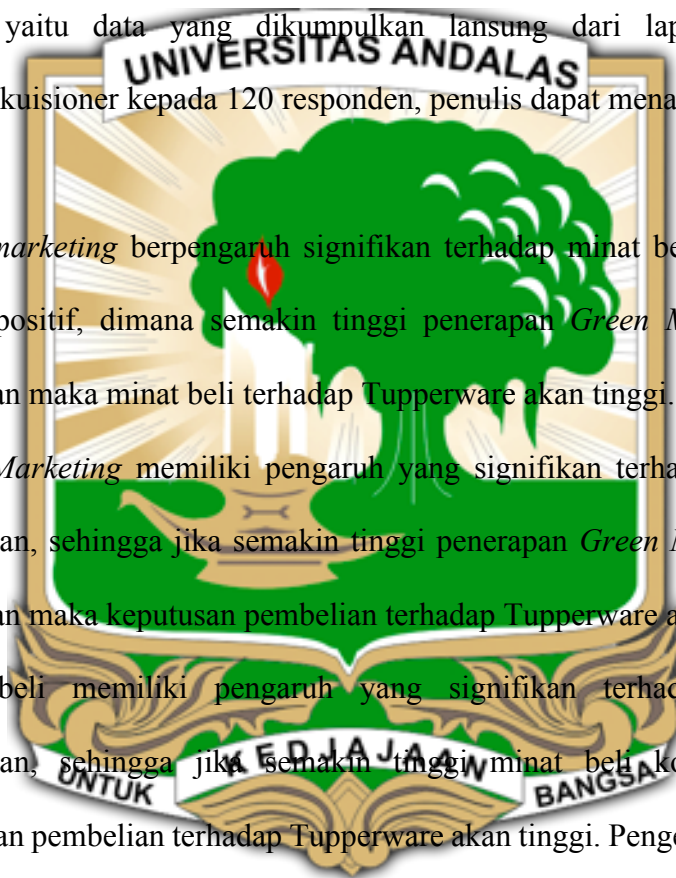 yaitu data yang dikumpulkan lansung dari lap
UNIVERSITAS ANDALAS
kuisioner kepada 120 responden, penulis dapat mena
marketing berpengaruh signifikan terhadap minat be
positif, dimana semakin tinggi penerapan Green M
an maka minat beli terhadap Tupperware akan tinggi.
Marketing memiliki pengaruh yang signifikan terha
an, sehingga jika semakin tinggi penerapan Green M
an maka keputusan pembelian terhadap Tupperware a
beli memiliki pengaruh yang signifikan terhad
an, sehingga jika semakin tinggi minat beli ko
UNTUK KEDJAJAAN BANGSA
an pembelian terhadap Tupperware akan tinggi. Penge